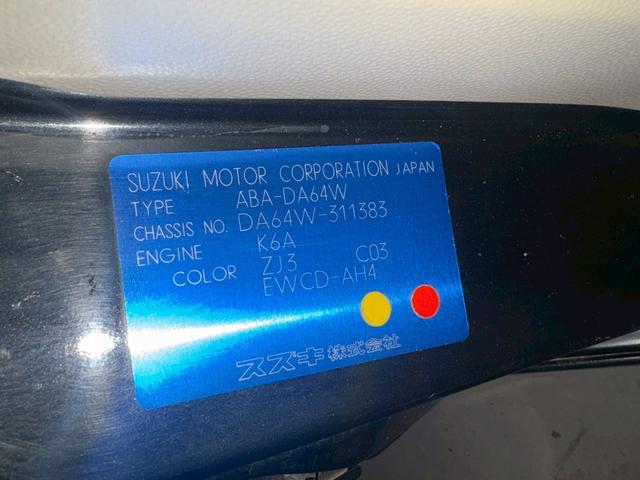 SUZUKI MOTOR CORPORATION JAPAN
TYPE ABA-DA64W
CHASSIS NO. DA64W-311383
ENGINE K6A
COLOR ZJ3 C03
EWCD-AH4
スズキ株式会社